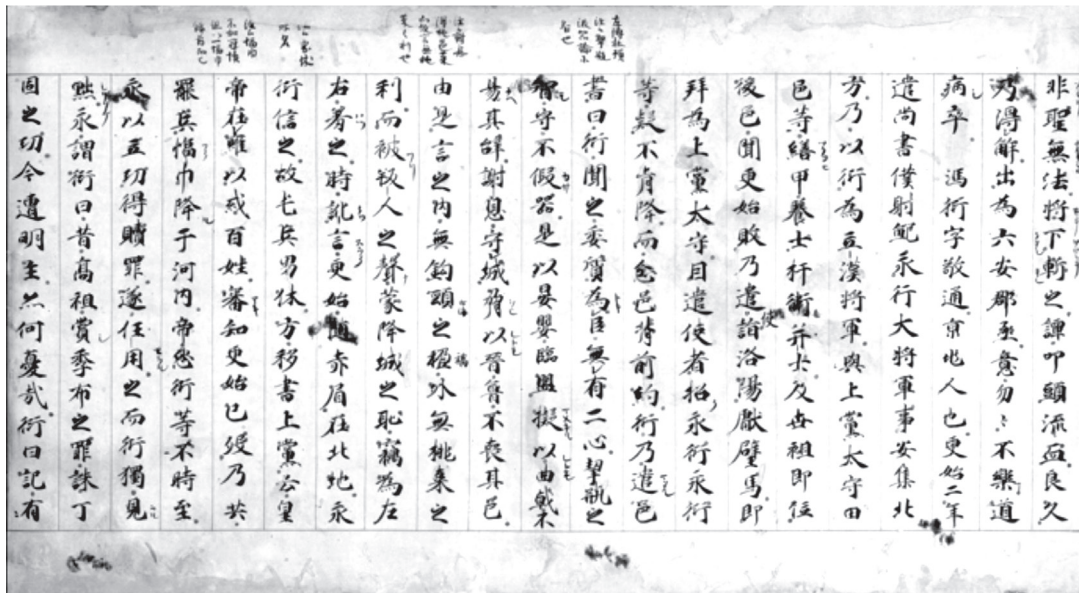 非聖無法將下斬之譚叩頭流血良久
乃得解出為六安郡丞意忽〻不樂道
病卒 馮衍字敬通京兆人也更始二年
遣尚書僕射鮑永行大將軍事安集北
方乃以衍為立漢將軍與上黨太守田
邑等繕甲養士扞衛并土及世祖即位
後邑聞更始敗乃遣使詣洛陽獻璧馬即
拜為上黨太守因遣使者招永衍永衍
等疑不肯降而忿邑背前約衍乃遺邑
書曰衍聞之委質為臣無有二心挈瓶之
智守不假器是以晏嬰臨盟擬以曲戟不
易其辭謝息守郕脅以晉魯不喪其邑
由是言之內無鉤頸之禍外無桃萊之
利而被叛人之聲蒙降城之恥竊為左
右羞之時訛言更始隨赤眉在北地永
衍信之故屯兵界休方移書上黨云皇
帝在雍以戒百姓審知更始已歿乃共
罷兵幅巾降于河內帝怨衍等不時至
永以立功得贖罪遂任用之而衍獨見
黜永謂衍曰昔高祖賞季布之罪誅丁
固之功今遭明主亦何憂哉衍曰記有